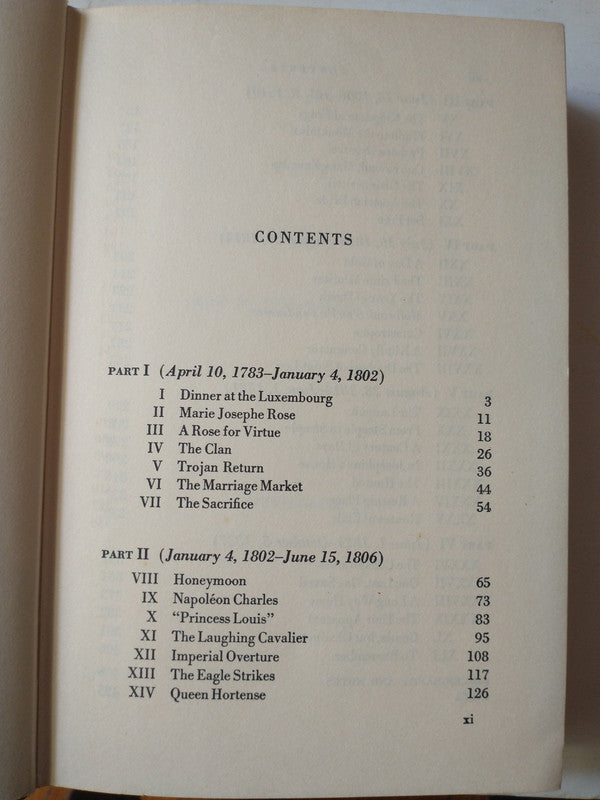 CONTENTS
PART I (April 10, 1783–January 4, 1802)
I Dinner at the Luxembourg 3
II Marie Josephe Rose 11
III A Rose for Virtue 18
IV The Clan 26
V Trojan Return 36
VI The Marriage Market 44
VII The Sacrifice 54
PART II (January 4, 1802–June 15, 1806)
VIII Honeymoon 65
IX Napoléon Charles 73
X “Princess Louis” 83
XI The Laughing Cavalier 95
XII Imperial Overture 108
XIII The Eagle Strikes 117
XIV Queen Hortense 126
xi